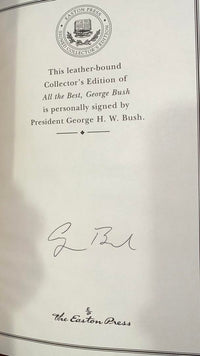 EASTON PRESS
This leather-bound
Collector's Edition of
All the Best, George Bush
is personally signed by
President George H. W. Bush.
The Easton Press